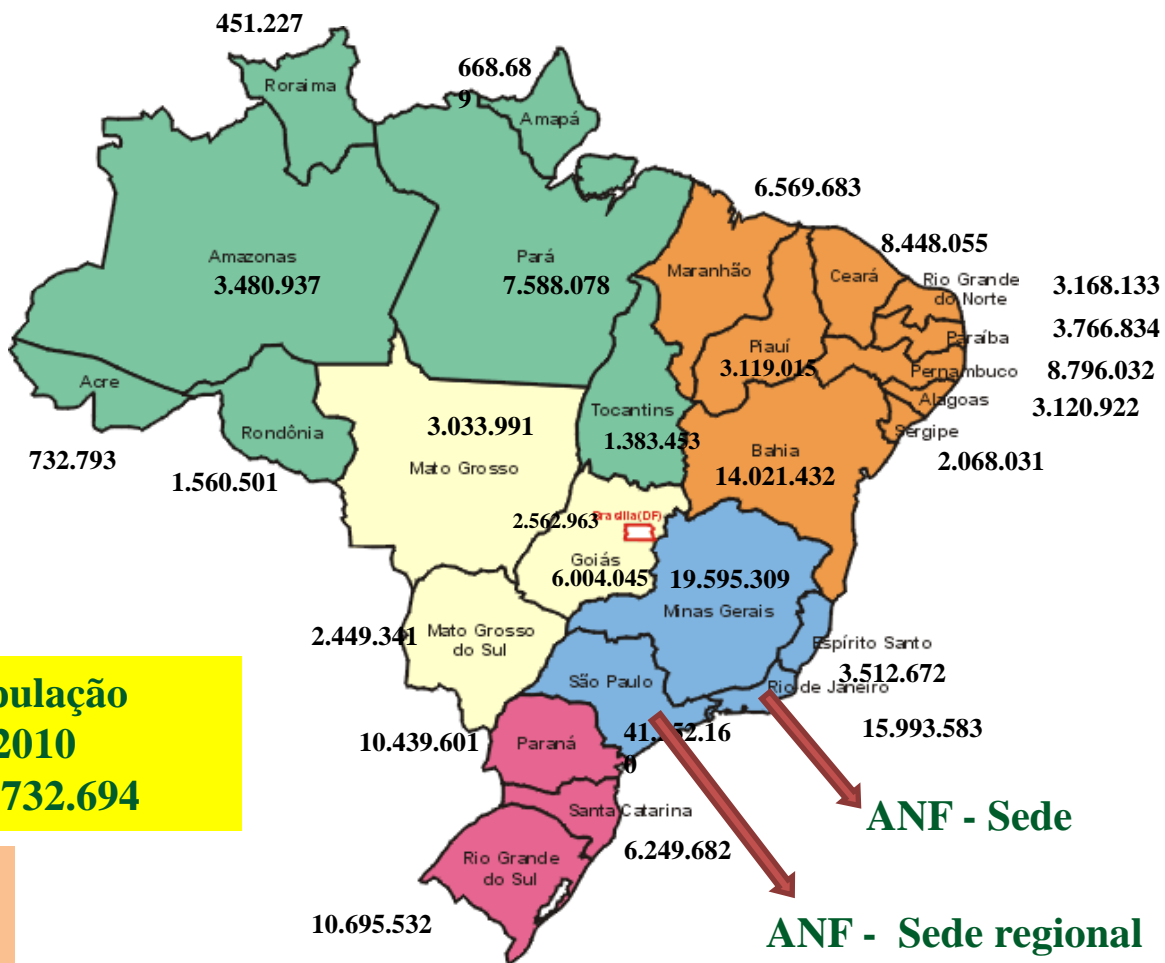 451.227
Roraima
668.68
9
Amapá
6.569.683
Amazonas
3.480.937
Pará
7.588.078
Maranhão
Ceará
8.448.055
Rio Grande
do Norte
3.168.133
Paraíba
3.766.834
Piauí
3.119.015
Pernambuco
8.796.032
Alagoas
3.120.922
Sergipe
2.068.031
Acre
732.793
Rondônia
1.560.501
3.033.991
Mato Grosso
Tocantins
1.383.453
Bahia
14.021.432
2.562.963
Brasília(DF)
Goiás
6.004.045
19.595.309
Minas Gerais
2.449.341
Mato Grosso
do Sul
Espírito Santo
3.512.672
São Paulo
Rio de Janeiro
15.993.583
pulação
2010
732.694
10.439.601
Paraná
0
Santa Catarina
6.249.682
ANF - Sede
Rio Grande
do Sul
10.695.532
ANF - Sede regional